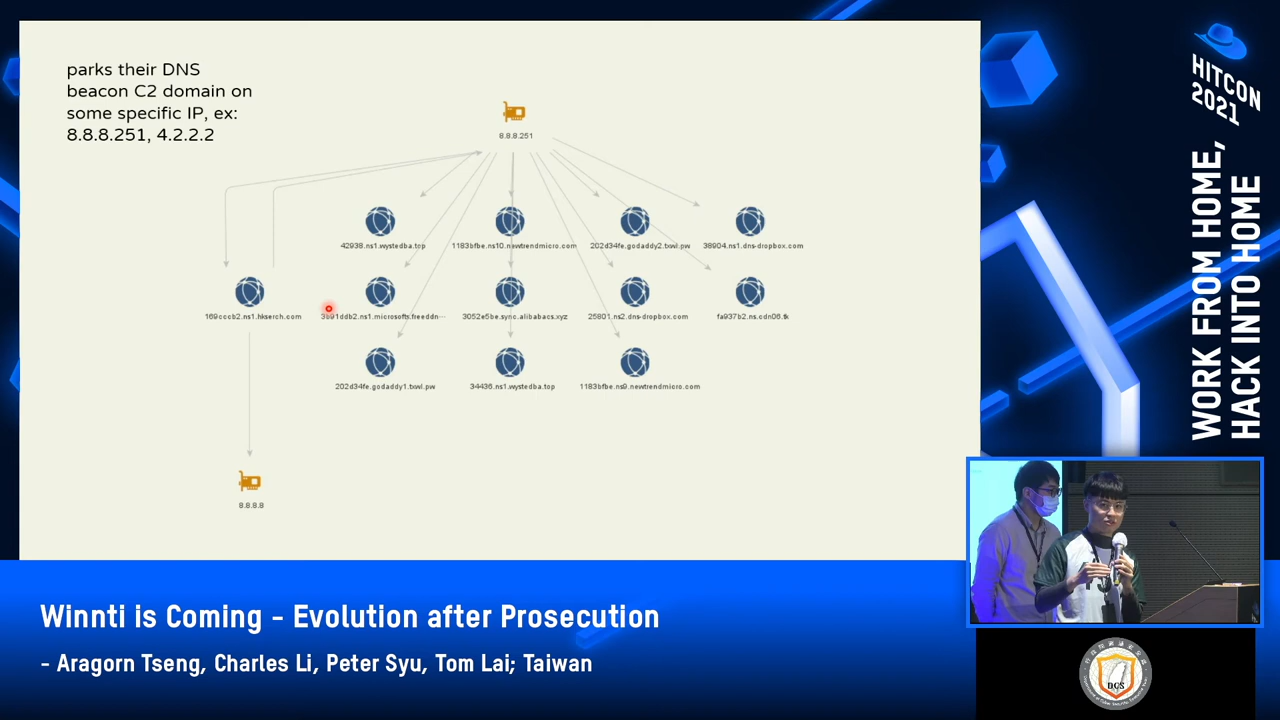 parks their DNS
beacon C2 domain on
some specific IP, ex:
8.8.8.251, 4.2.2.2
8.8.8.251
42938.ns1.wystedba.top
1183bfbe.ns10.newtrendmicro.com
202d34fe.godaddy2.txwl.pw
38904.ns1.dns-dropbox.com
169cccb2.ns1.hkserch.com
3691ddb2.ns1.microsofts.freeddn
3052e5be.sync.alibabacs.xyz
25801.ns2.dns-dropbox.com
fa937b2.ns.cdn06.tk
202d34fe.godaddy1.txwl.pw
34436.ns1.wystedba.top
1183bfbe.ns9.newtrendmicro.com
8.8.8.8
HITCON
2021
WORK FROM HOME,
HACK INTO HOME
Winnti is Coming - Evolution after Prosecution
- Aragorn Tseng, Charles Li, Peter Syu, Tom Lai; Taiwan
DCS